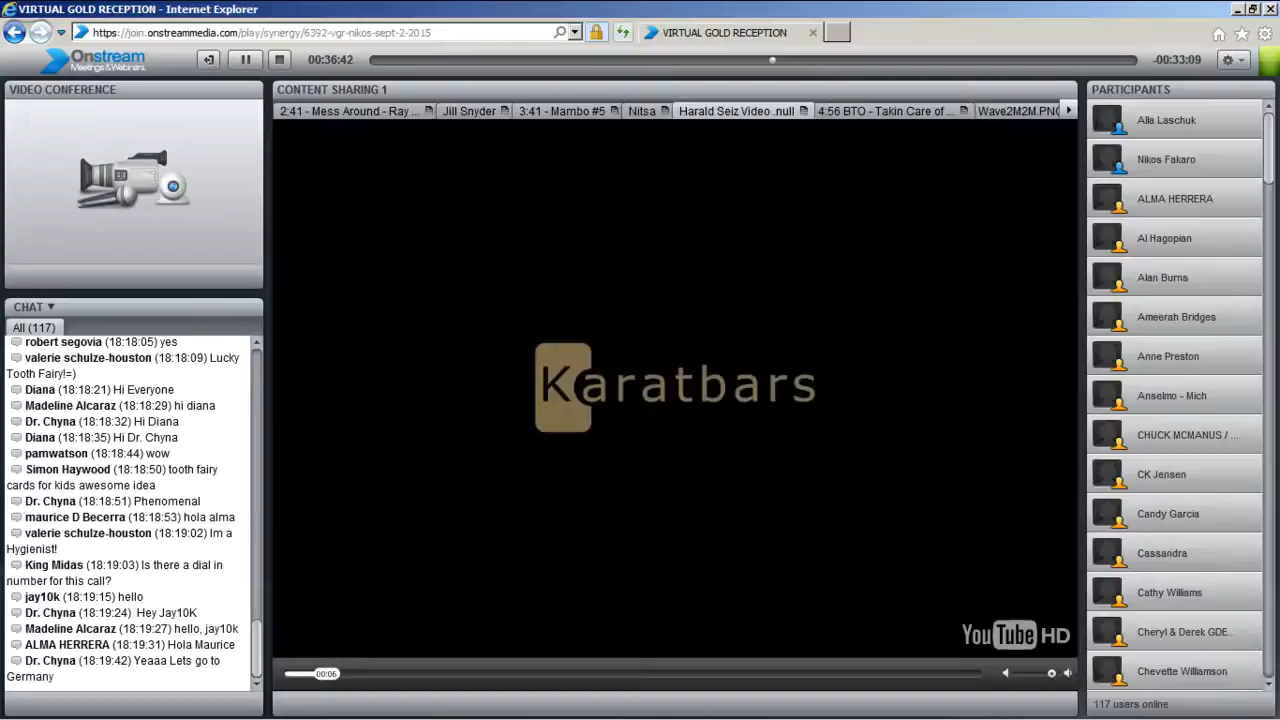 VIRTUAL GOLD RECEPTION - Internet Explorer
https://join.onstreammedia.com/play/synergy/6392-vgr-nikos-sept-2-2015
VIRTUAL GOLD RECEPTION
Onstream
Meetings & Webinars
00:36:42
-00:33:09
VIDEO CONFERENCE
CHAT
All (117)
robert segovia (18:18:05) yes
valerie schulze-houston (18:18:09) Lucky
Tooth Fairy!=)
Diana (18:18:21) Hi Everyone
Madeline Alcaraz (18:18:29) hi diana
Dr. Chyna (18:18:32) Hi Diana
Diana (18:18:35) Hi Dr. Chyna
pamwatson (18:18:44) wow
Simon Haywood (18:18:50) tooth fairy
cards for kids awesome idea
Dr. Chyna (18:18:51) Phenomenal
maurice D Becerra (18:18:53) hola alma
valerie schulze-houston (18:19:02) Im a
Hygienist!
King Midas (18:19:03) Is there a dial in
number for this call?
jay10k (18:19:15) hello
Dr. Chyna (18:19:24) Hey Jay10K
Madeline Alcaraz (18:19:27) hello, jay10k
ALMA HERRERA (18:19:31) Hola Maurice
Dr. Chyna (18:19:42) Yeaaa Lets go to
Germany
CONTENT SHARING 1
2:41 - Mess Around - Ray ...
Jill Snyder
3:41 - Mambo #5
Nitsa
Harald Seiz Video .null
4:56 BTO - Takin Care of ...
Wave2M2M.PNG
Karatbars
YouTube HD
00:06
PARTICIPANTS
Alla Laschuk
Nikos Fakaro
ALMA HERRERA
Al Hagopian
Alan Burns
Ameerah Bridges
Anne Preston
Anselmo - Mich
CHUCK MCMANUS / ...
CK Jensen
Candy Garcia
Cassandra
Cathy Williams
Cheryl & Derek GDE...
Chevette Williamson
117 users online